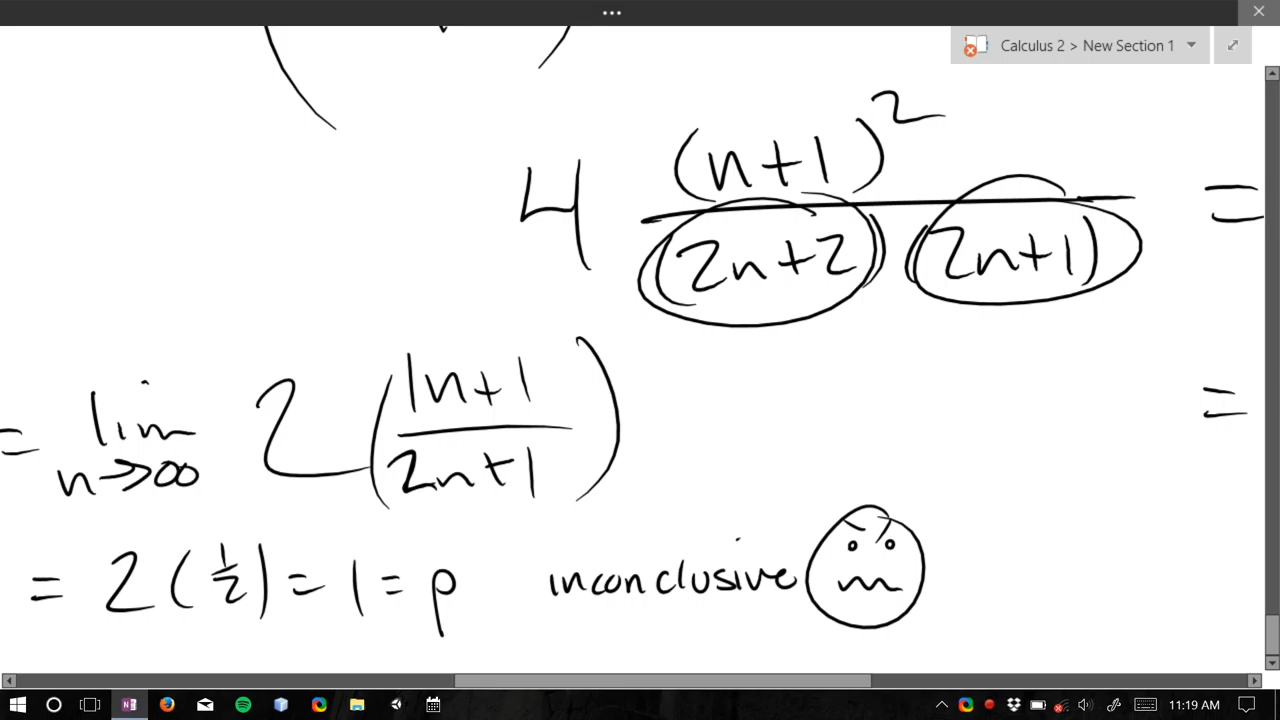 Calculus 2 > New Section 1
4 (n+1)^2 / (2n+2) (2n+1) =
= lim n→∞ 2 (1n+1 / 2n+1) =
= 2 (1/2) = 1 = p inconclusive
11:19 AM